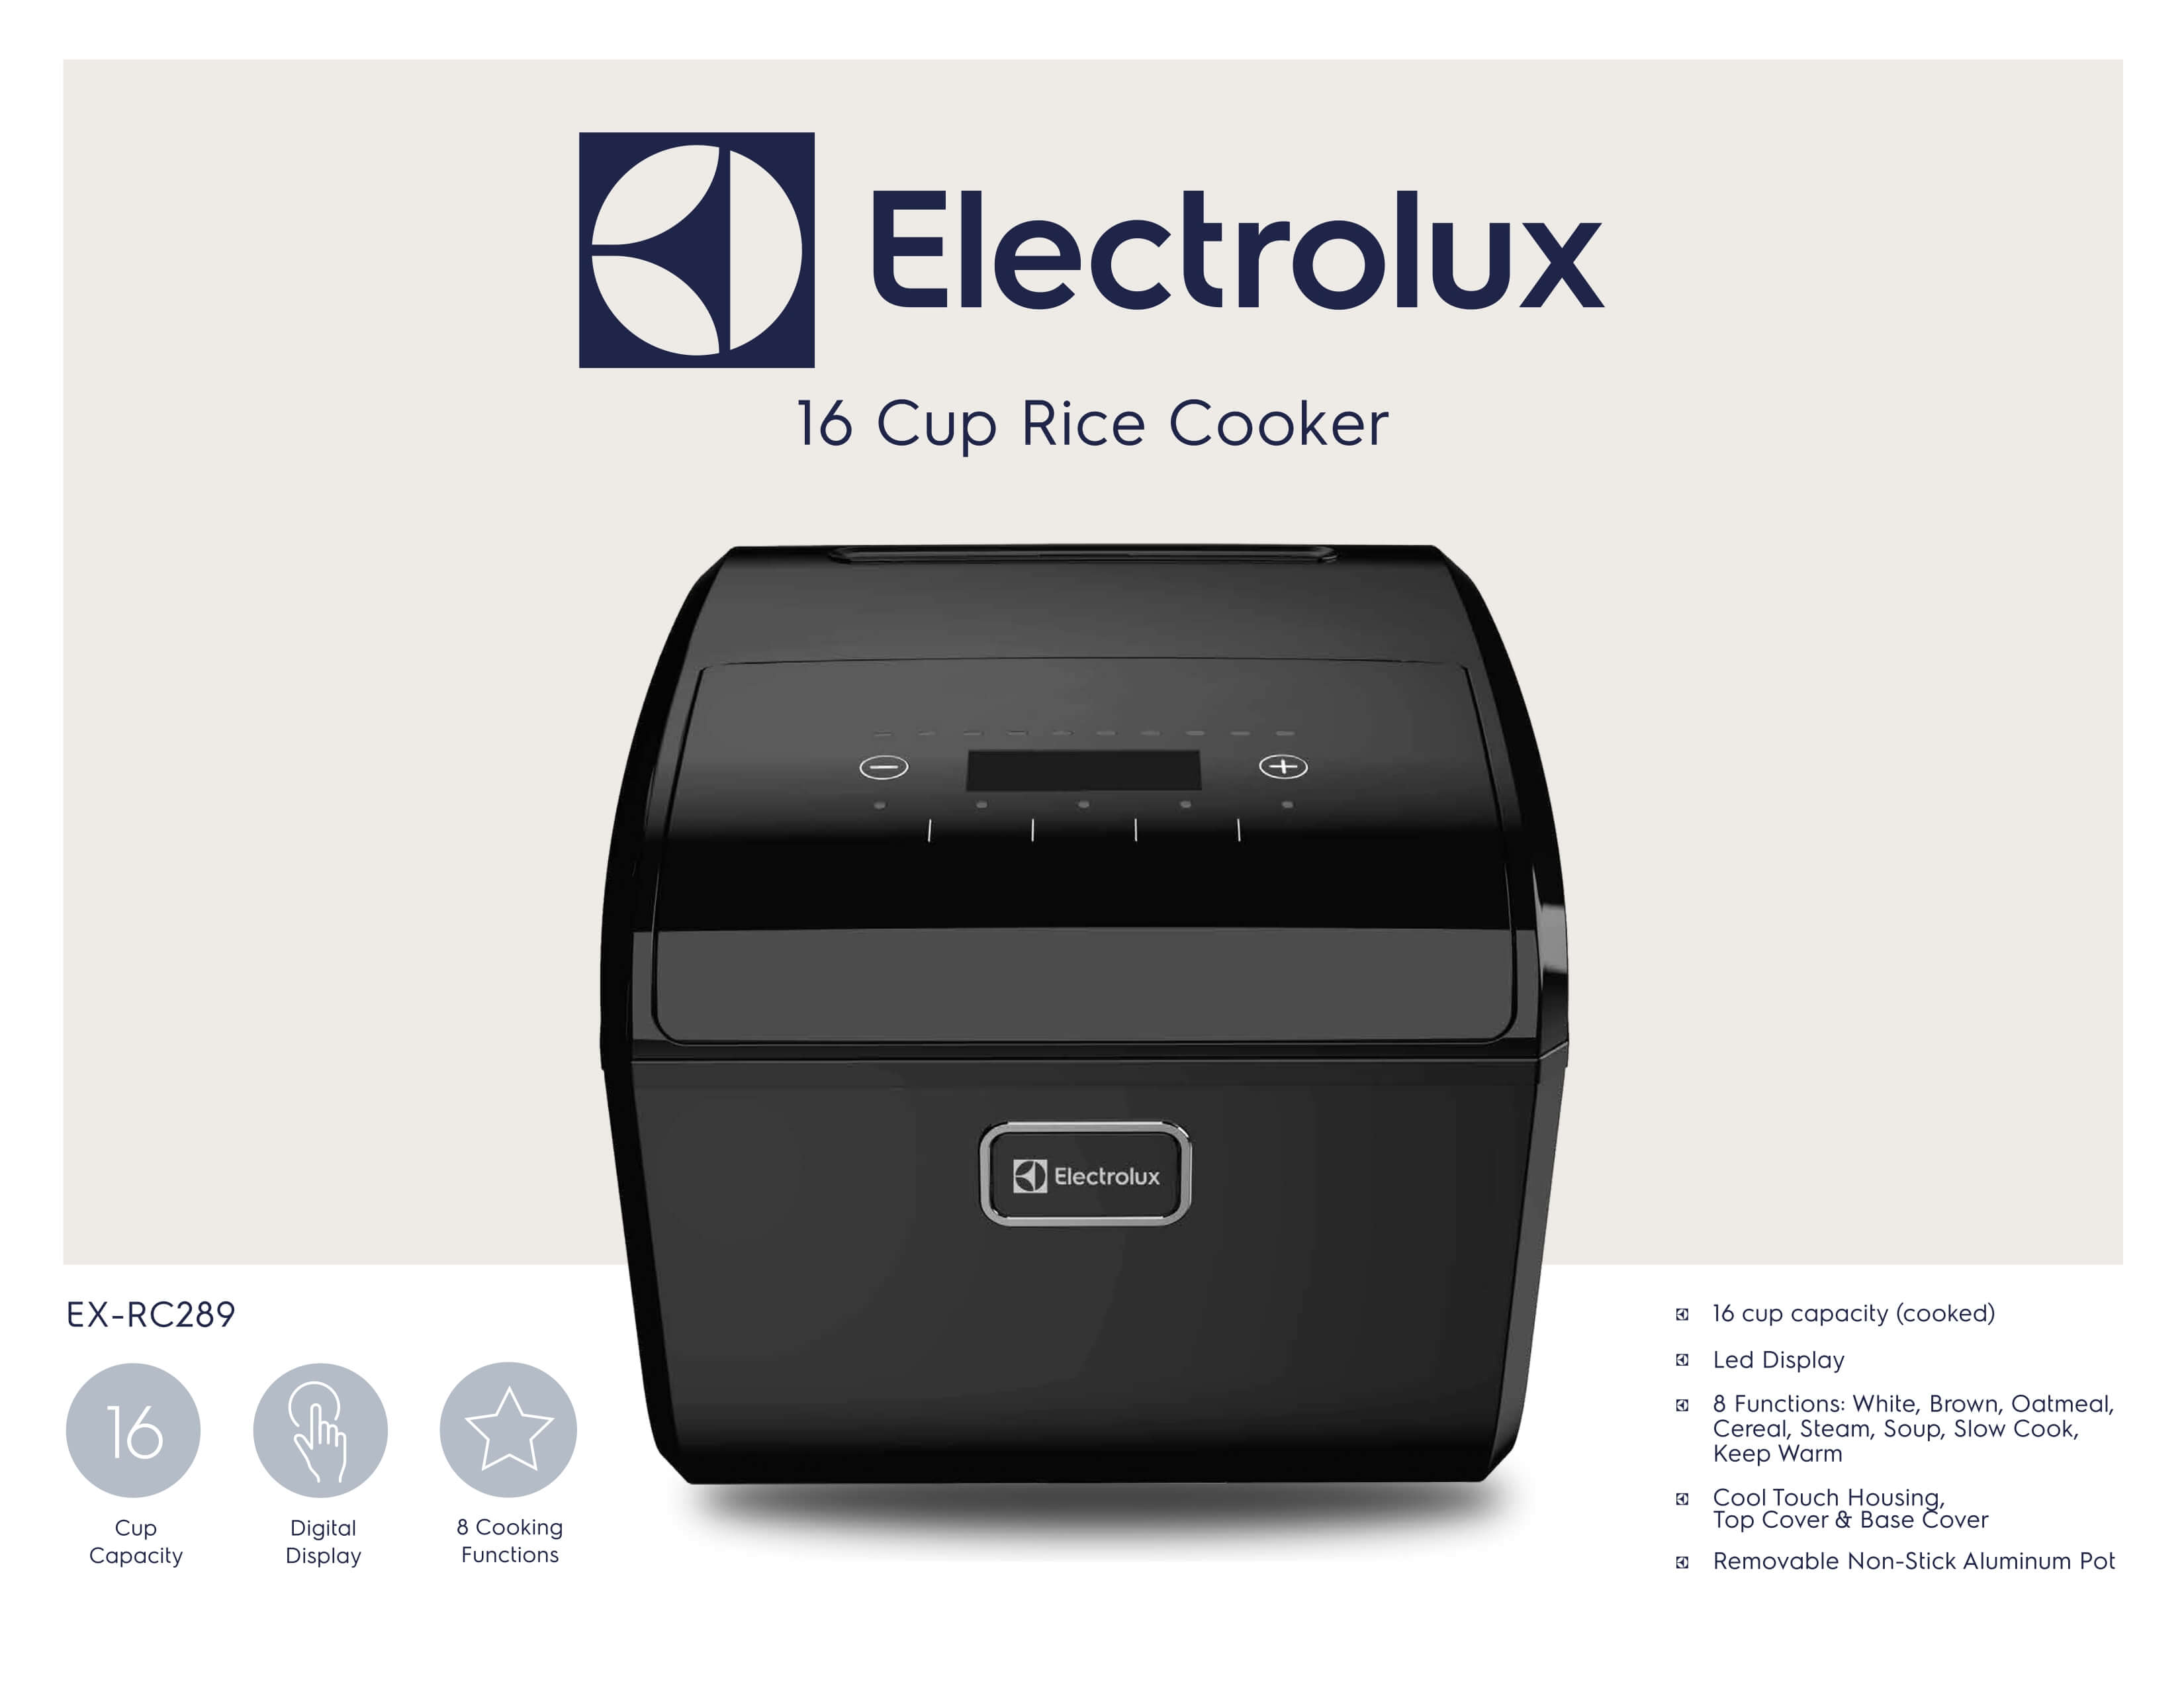 Electrolux
16 Cup Rice Cooker
Electrolux
EX-RC289
16
Cup
Capacity
Digital
Display
8 Cooking
Functions
16 cup capacity (cooked)
Led Display
8 Functions: White, Brown, Oatmeal,
Cereal, Steam, Soup, Slow Cook,
Keep Warm
Cool Touch Housing,
Top Cover & Base Cover
Removable Non-Stick Aluminum Pot